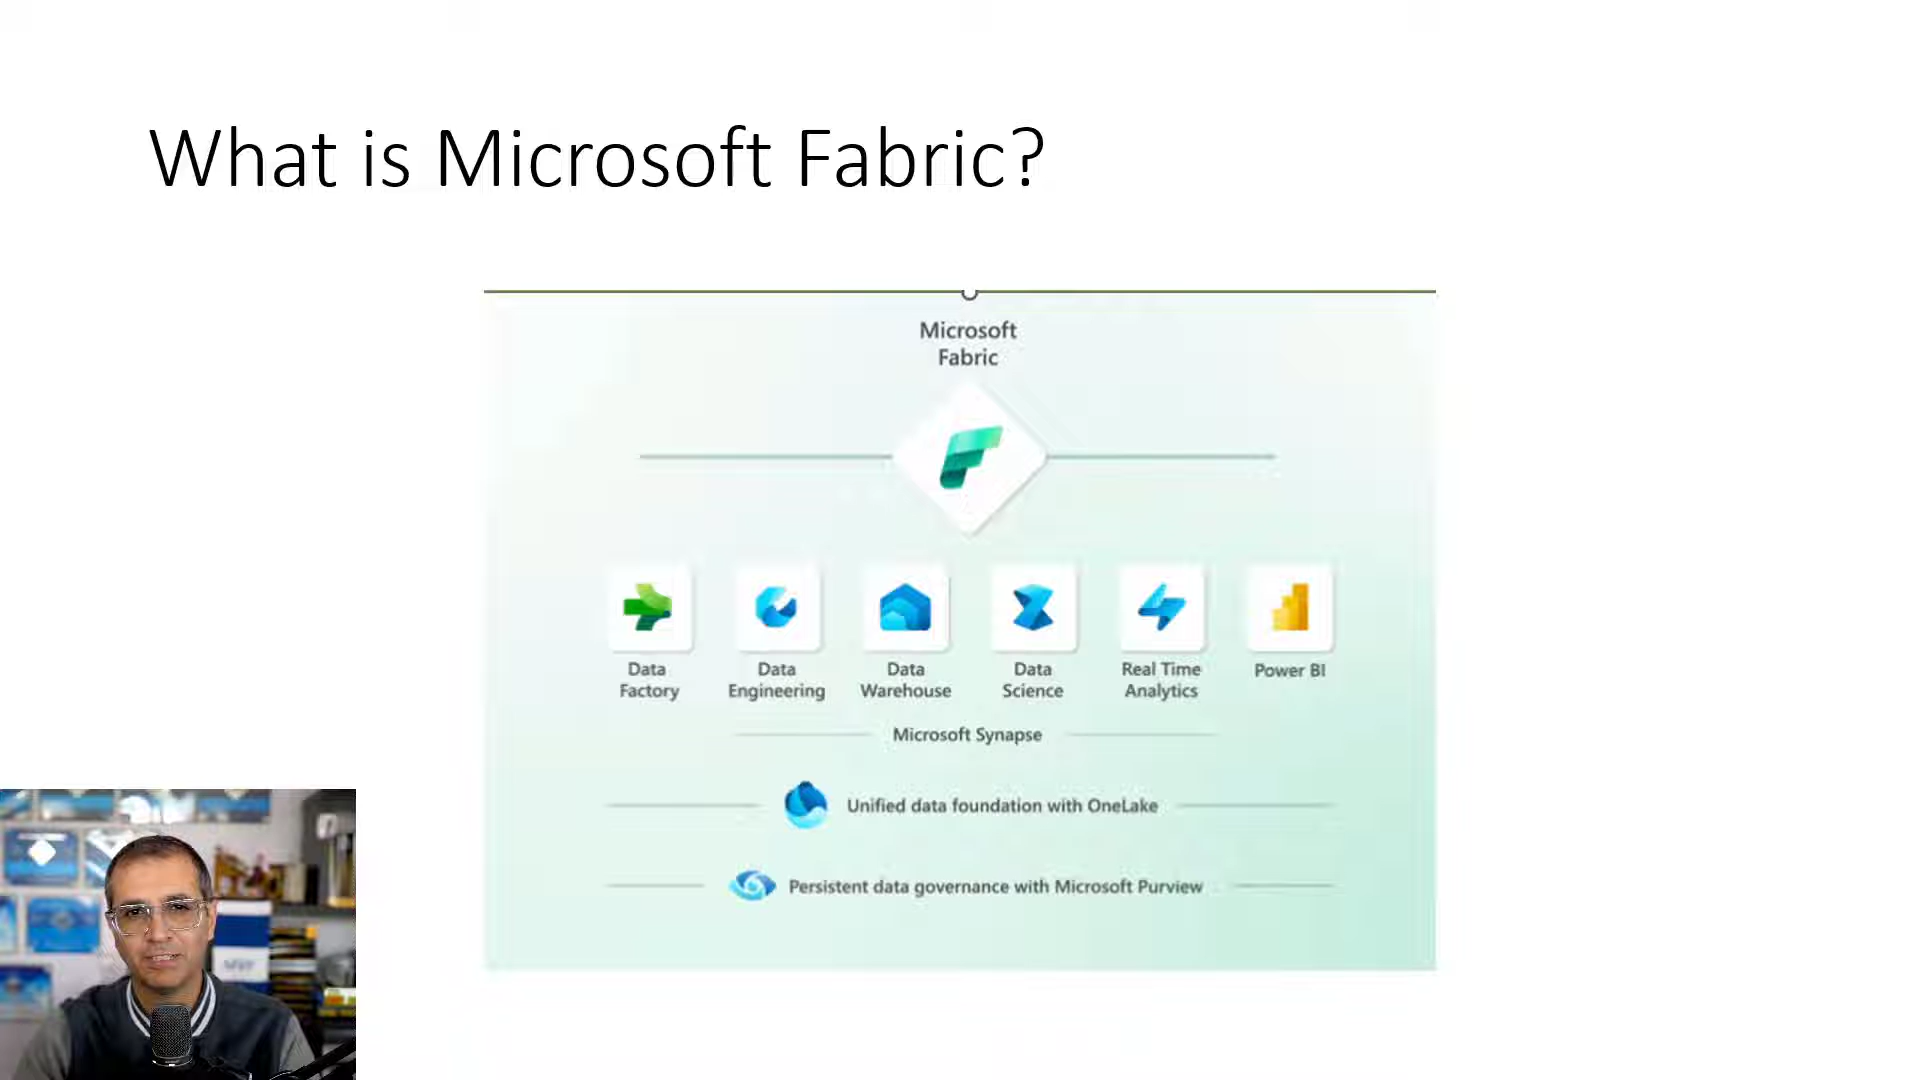 What is Microsoft Fabric?
Microsoft
Fabric
Data
Factory
Data
Engineering
Data
Warehouse
Data
Science
Real Time
Analytics
Power BI
Microsoft Synapse
Unified data foundation with OneLake
Persistent data governance with Microsoft Purview